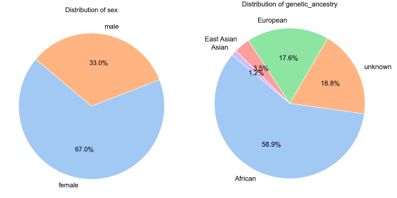 Distribution of sex
male
33.0%
67.0%
female
Distribution of genetic_ancestry
European
East Asian
Asian
17.6%
unknown
3.5%
1.2%
18.8%
58.9%
African